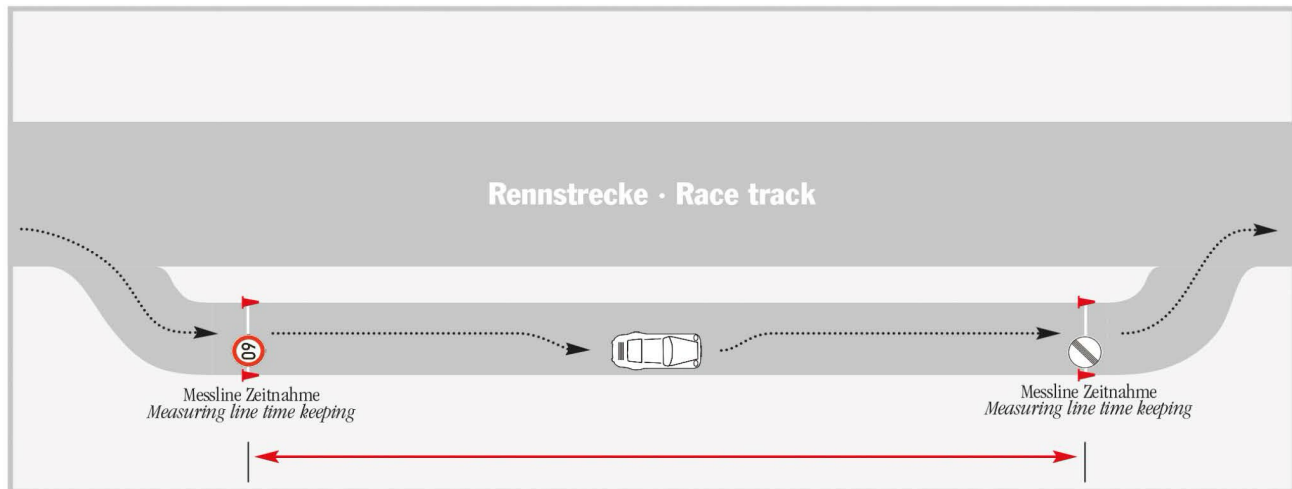 Rennstrecke · Race track
60
Messline Zeitnahme
Measuring line time keeping
Messline Zeitnahme
Measuring line time keeping